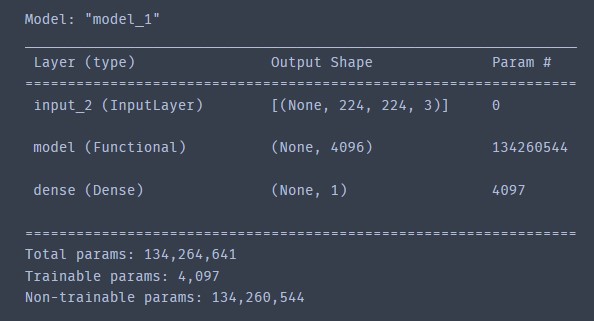 Model: "model_1"
_________________________________________________________________
Layer (type) Output Shape Param #
=================================================================
input_2 (InputLayer) [(None, 224, 224, 3)] 0
model (Functional) (None, 4096) 134260544
dense (Dense) (None, 1) 4097
=================================================================
Total params: 134,264,641
Trainable params: 4,097
Non-trainable params: 134,260,544